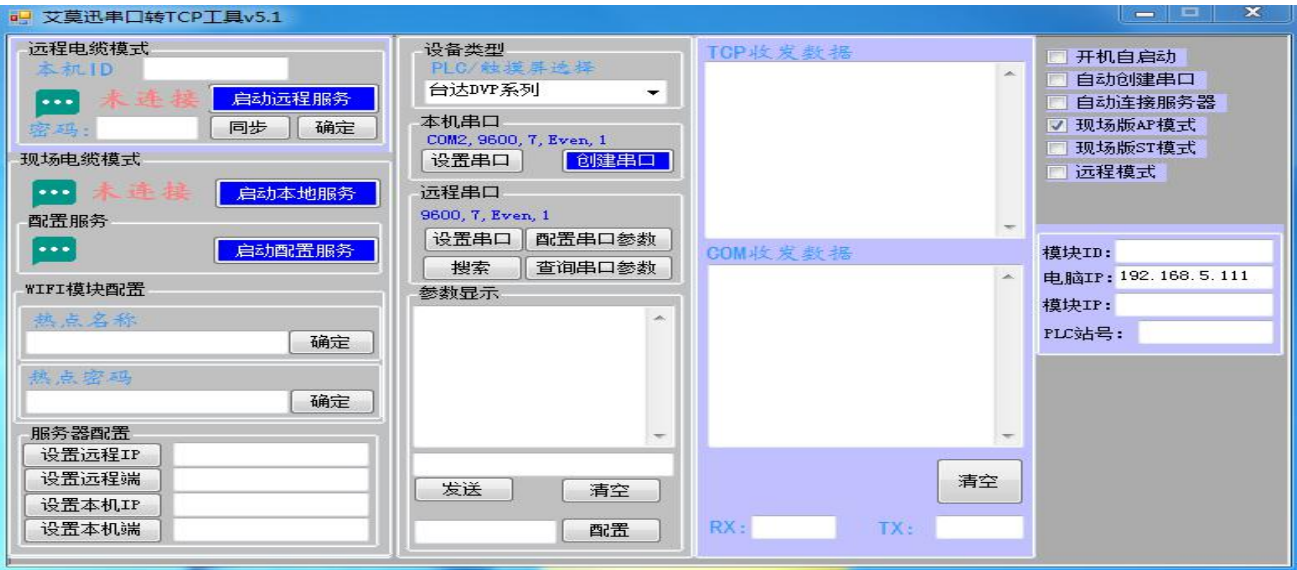 艾莫迅串口转TCP工具v5.1
远程电缆模式
本机ID
未连接
启动远程服务
密码:
同步
确定
现场电缆模式
未连接
启动本地服务
配置服务
启动配置服务
WIFI模块配置
热点名称
确定
热点密码
确定
服务器配置
设置远程IP
设置远程端
设置本机IP
设置本机端
设备类型
PLC/触摸屏选择
台达DVP系列
本机串口
COM2, 9600, 7, Even, 1
设置串口
创建串口
远程串口
9600, 7, Even, 1
设置串口
配置串口参数
搜索
查询串口参数
参数显示
发送
清空
配置
TCP收发数据
COM收发数据
清空
RX:
TX:
开机自启动
自动创建串口
自动连接服务器
现场版AP模式
现场版ST模式
远程模式
模块ID:
电脑IP: 192.168.5.111
模块IP:
PLC站号: